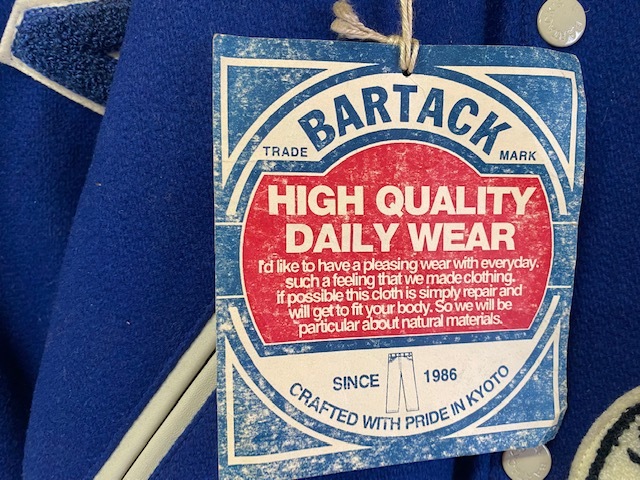 BARTACK
TRADE MARK
HIGH QUALITY
DAILY WEAR
I'd like to have a pleasing wear with everyday.
such a feeling that we made clothing.
if possible this cloth is simply repair and
will get to fit your body. So we will be
particular about natural materials.
SINCE 1986
CRAFTED WITH PRIDE IN KYOTO